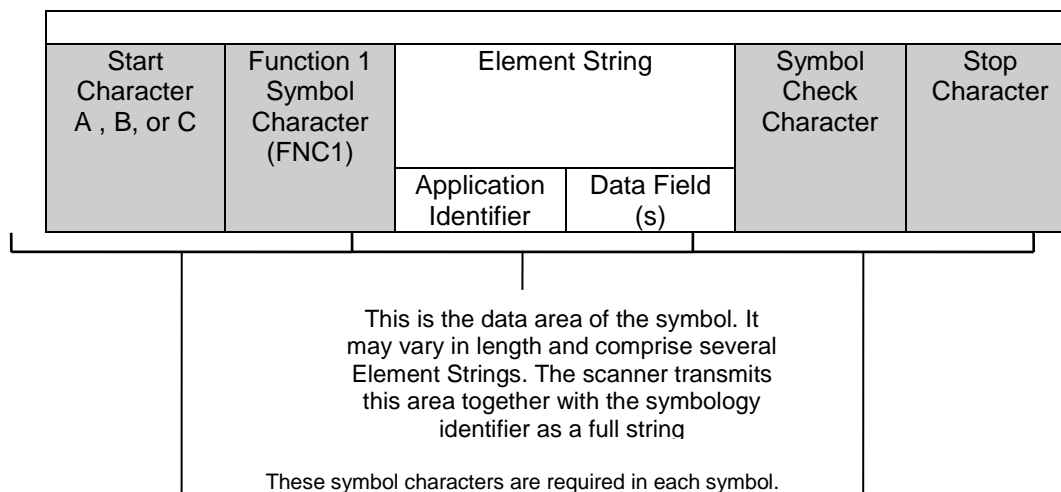 Start
Character
A , B, or C
Function 1
Symbol
Character
(FNC1)
Element String
Application
Identifier
Data Field
(s)
Symbol
Check
Character
Stop
Character
This is the data area of the symbol. It
may vary in length and comprise several
Element Strings. The scanner transmits
this area together with the symbology
identifier as a full string
These symbol characters are required in each symbol.